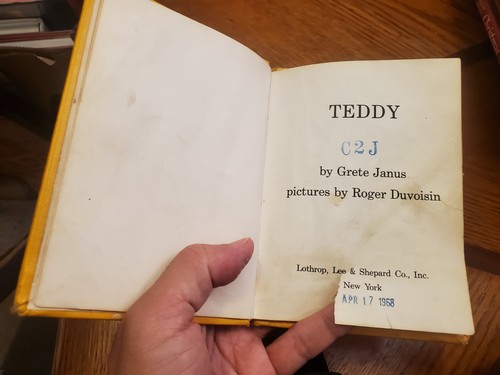 TEDDY
C2J
by Grete Janus
pictures by Roger Duvoisin
Lothrop, Lee & Shepard Co., Inc.
New York
APR 17 1968